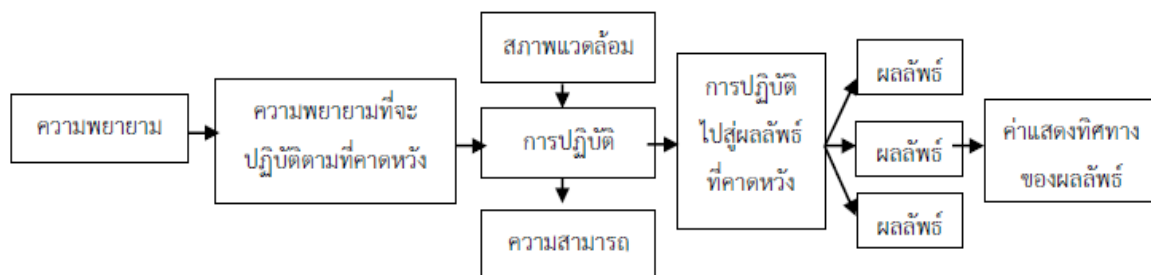 ความพยายาม
ความพยายามที่จะ
ปฏิบัติตามที่คาดหวัง
สภาพแวดล้อม
การปฏิบัติ
ความสามารถ
การปฏิบัติ
ไปสู่ผลลัพธ์
ที่คาดหวัง
ผลลัพธ์
ผลลัพธ์
ผลลัพธ์
ค่าแสดงทิศทาง
ของผลลัพธ์